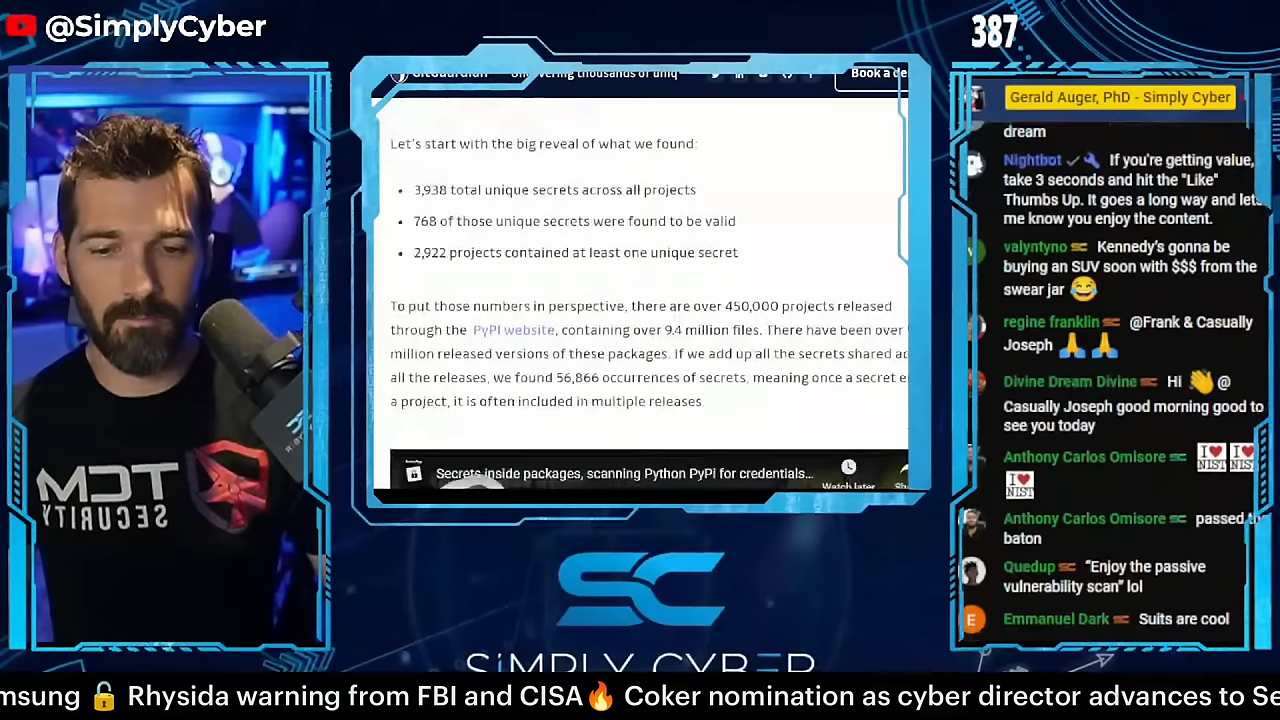 @SimplyCyber
387
GitGuardian
Uncovering thousands of uniq
Book a de
Let's start with the big reveal of what we found:
• 3,938 total unique secrets across all projects
• 768 of those unique secrets were found to be valid
• 2,922 projects contained at least one unique secret
To put those numbers in perspective, there are over 450,000 projects released
through the PyPI website, containing over 9.4 million files. There have been over
million released versions of these packages. If we add up all the secrets shared ac
all the releases, we found 56,866 occurrences of secrets, meaning once a secret e
a project, it is often included in multiple releases.
Secrets inside packages, scanning Python PyPi for credentials...
Watch later
Sh
TCM
SECURITY
SC
SIMPLY CYBER
Gerald Auger, PhD - Simply Cyber
dream
Nightbot If you're getting value,
take 3 seconds and hit the "Like"
Thumbs Up. It goes a long way and lets
me know you enjoy the content.
valyntyno Kennedy's gonna be
buying an SUV soon with $$$ from the
swear jar 😂
regine franklin @Frank & Casually
Joseph 🙏 🙏
Divine Dream Divine Hi 👋 @
Casually Joseph good morning good to
see you today
Anthony Carlos Omisore I ❤ NIST I ❤ NIST
I ❤ NIST
Anthony Carlos Omisore passed the
baton
Quedup "Enjoy the passive
vulnerability scan" lol
E
Emmanuel Dark Suits are cool
msung 🔓 Rhysida warning from FBI and CISA🔥 Coker nomination as cyber director advances to Se